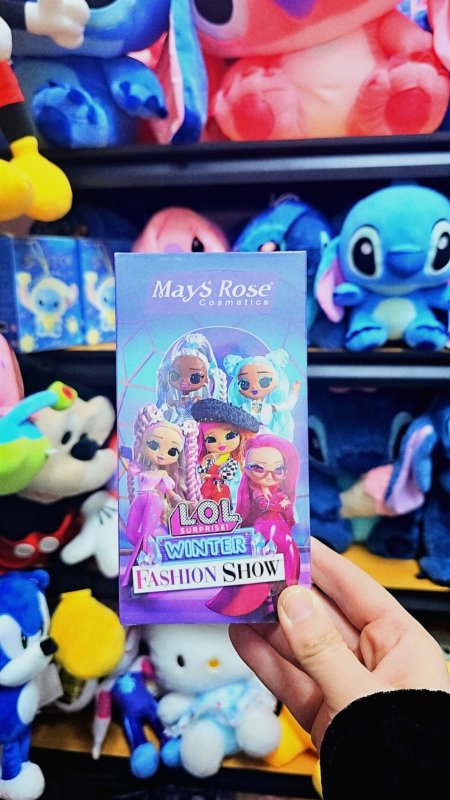 MayS Rose®
Cosmetics
L.O.L
SURPRISE!
WINTER
FASHION SHOW